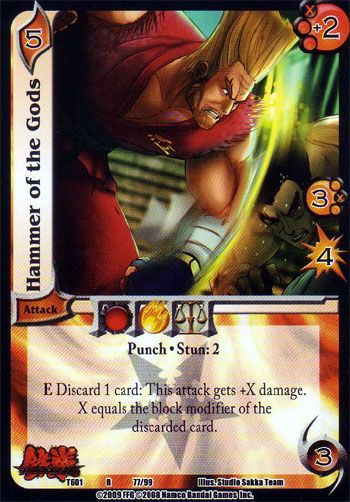 5
+2
Hammer of the Gods
3
4
Attack
Punch • Stun: 2
E Discard 1 card: This attack gets +X damage.
X equals the block modifier of the
discarded card.
3
T601 R 77/99 Illus. Studio Sakka Team
©2009 FFG ©2008 Namco Bandai Games Inc.